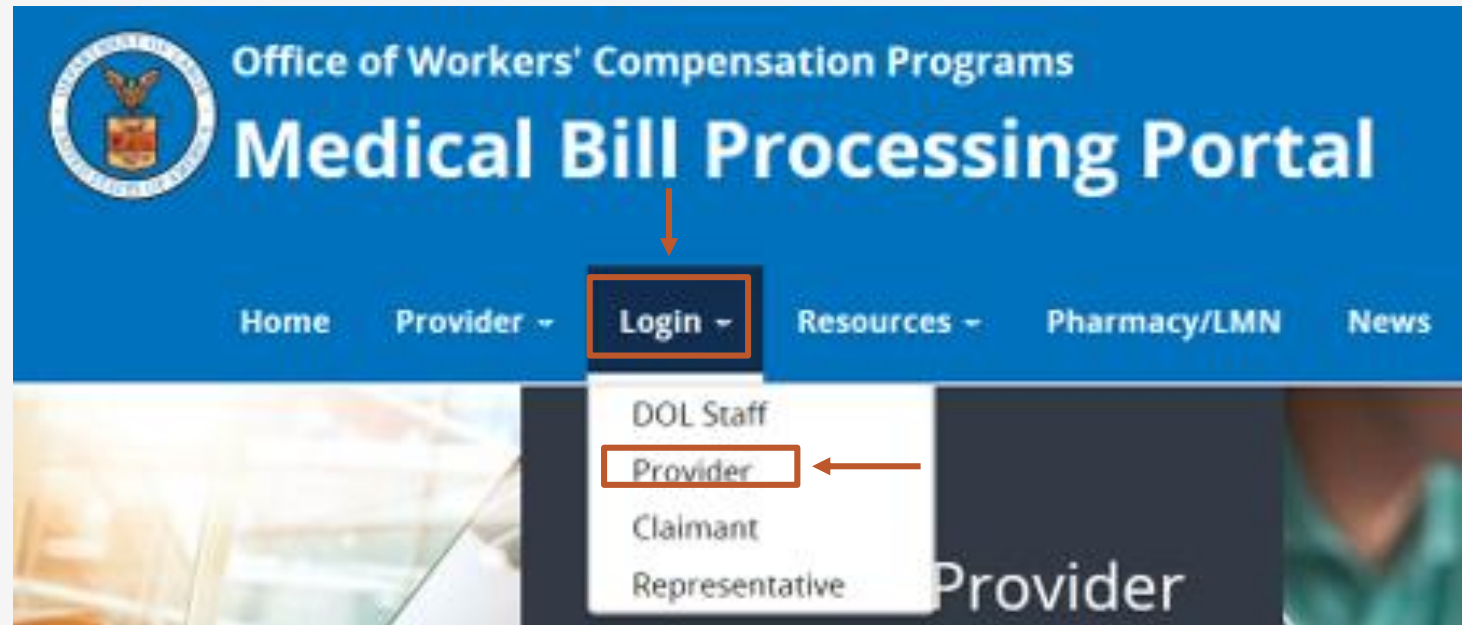 Office of Workers' Compensation Programs
Medical Bill Processing Portal
Home Provider Login Resources Pharmacy/LMN News
DOL Staff
Provider
Claimant
Representative
Provider